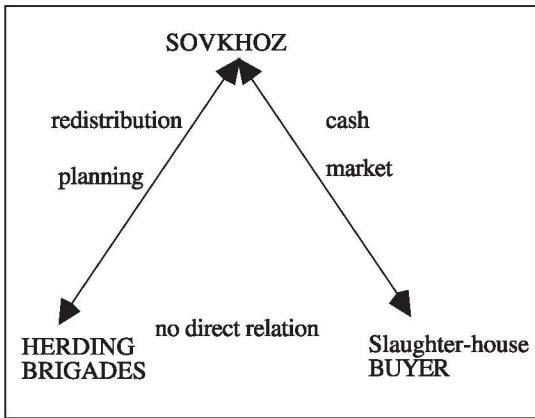 SOVKHOZ
redistribution
cash
planning
market
no direct relation
HERDING
BRIGADES
Slaughter-house
BUYER